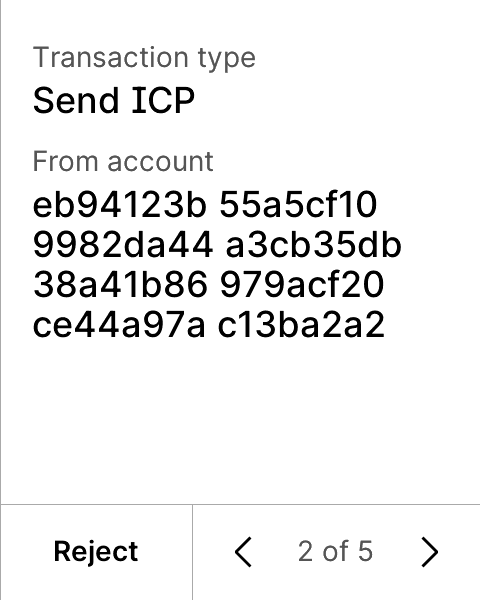 Transaction type
Send ICP
From account
eb94123b 55a5cf10
9982da44 a3cb35db
38a41b86 979acf20
ce44a97a c13ba2a2
Reject
2 of 5